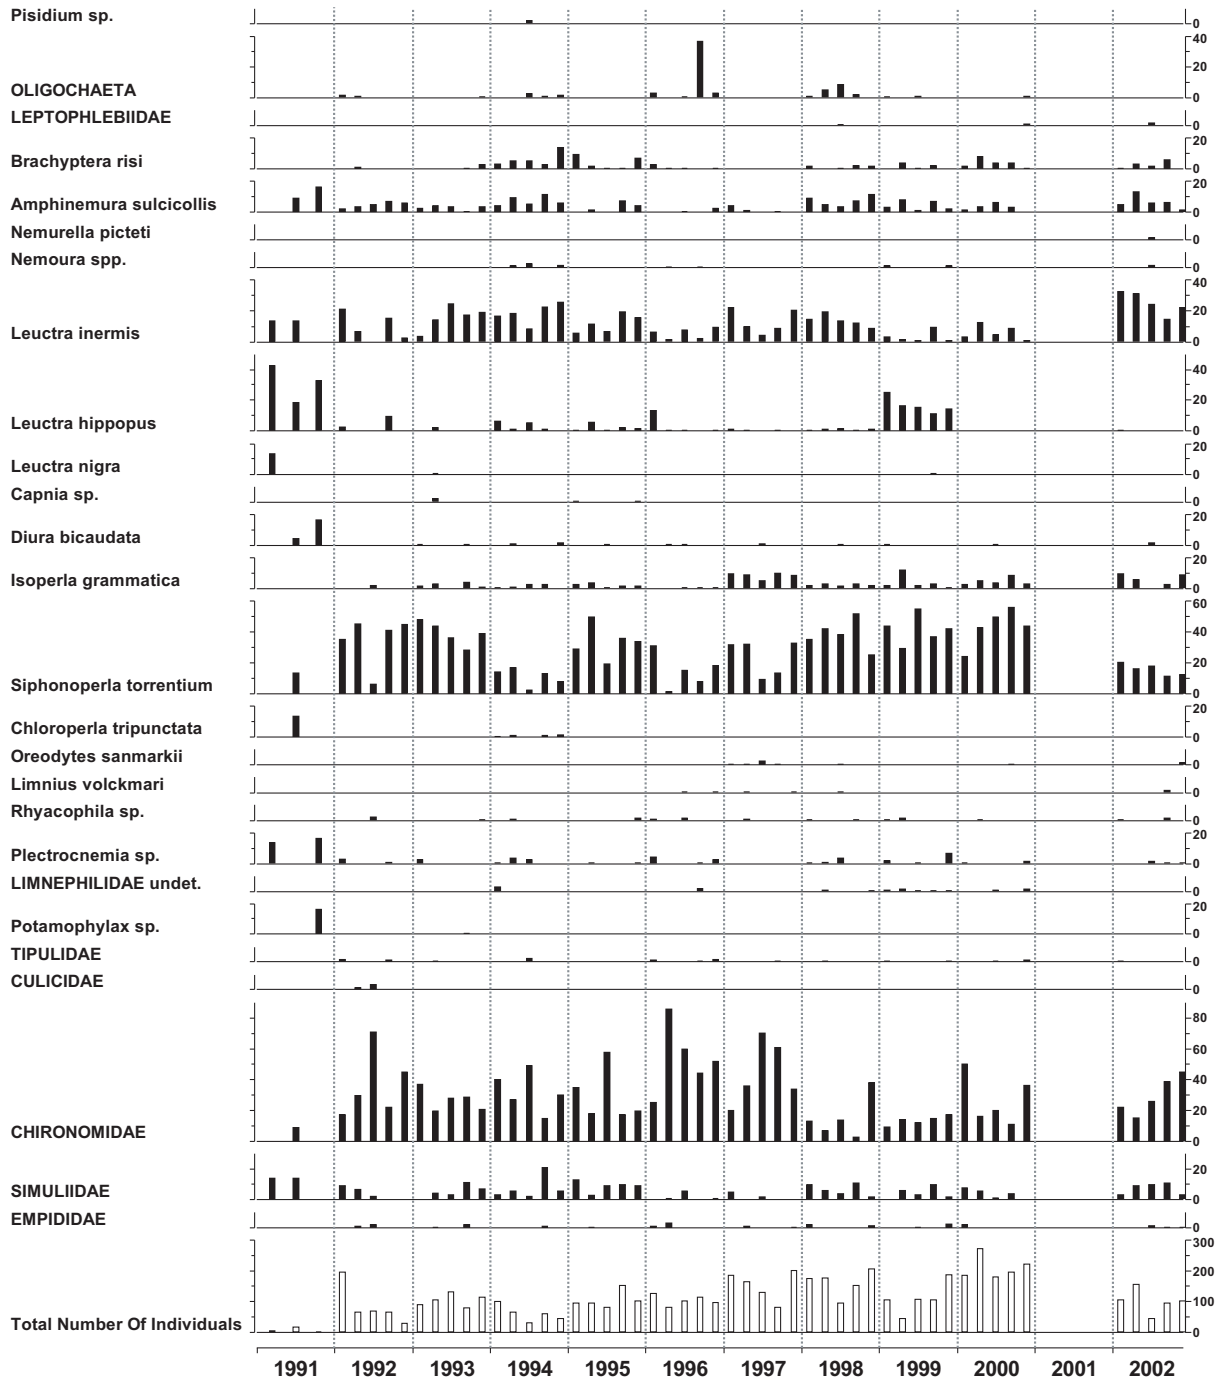 Pisidium sp.
0
40
20
OLIGOCHAETA
0
LEPTOPHLEBIIDAE
0
20
Brachyptera risi
0
20
Amphinemura sulcicollis
0
Nemurella picteti
0
Nemoura spp.
0
40
20
Leuctra inermis
0
40
20
Leuctra hippopus
0
20
Leuctra nigra
0
Capnia sp.
0
20
Diura bicaudata
0
20
Isoperla grammatica
0
60
40
20
Siphonoperla torrentium
0
20
Chloroperla tripunctata
0
Oreodytes sanmarkii
0
Limnius volckmari
0
Rhyacophila sp.
0
20
Plectrocnemia sp.
0
LIMNEPHILIDAE undet.
0
20
Potamophylax sp.
0
TIPULIDAE
0
CULICIDAE
0
80
60
40
20
CHIRONOMIDAE
0
20
SIMULIIDAE
0
EMPIDIDAE
0
300
200
100
Total Number Of Individuals
0
1991 1992 1993 1994 1995 1996 1997 1998 1999 2000 2001 2002